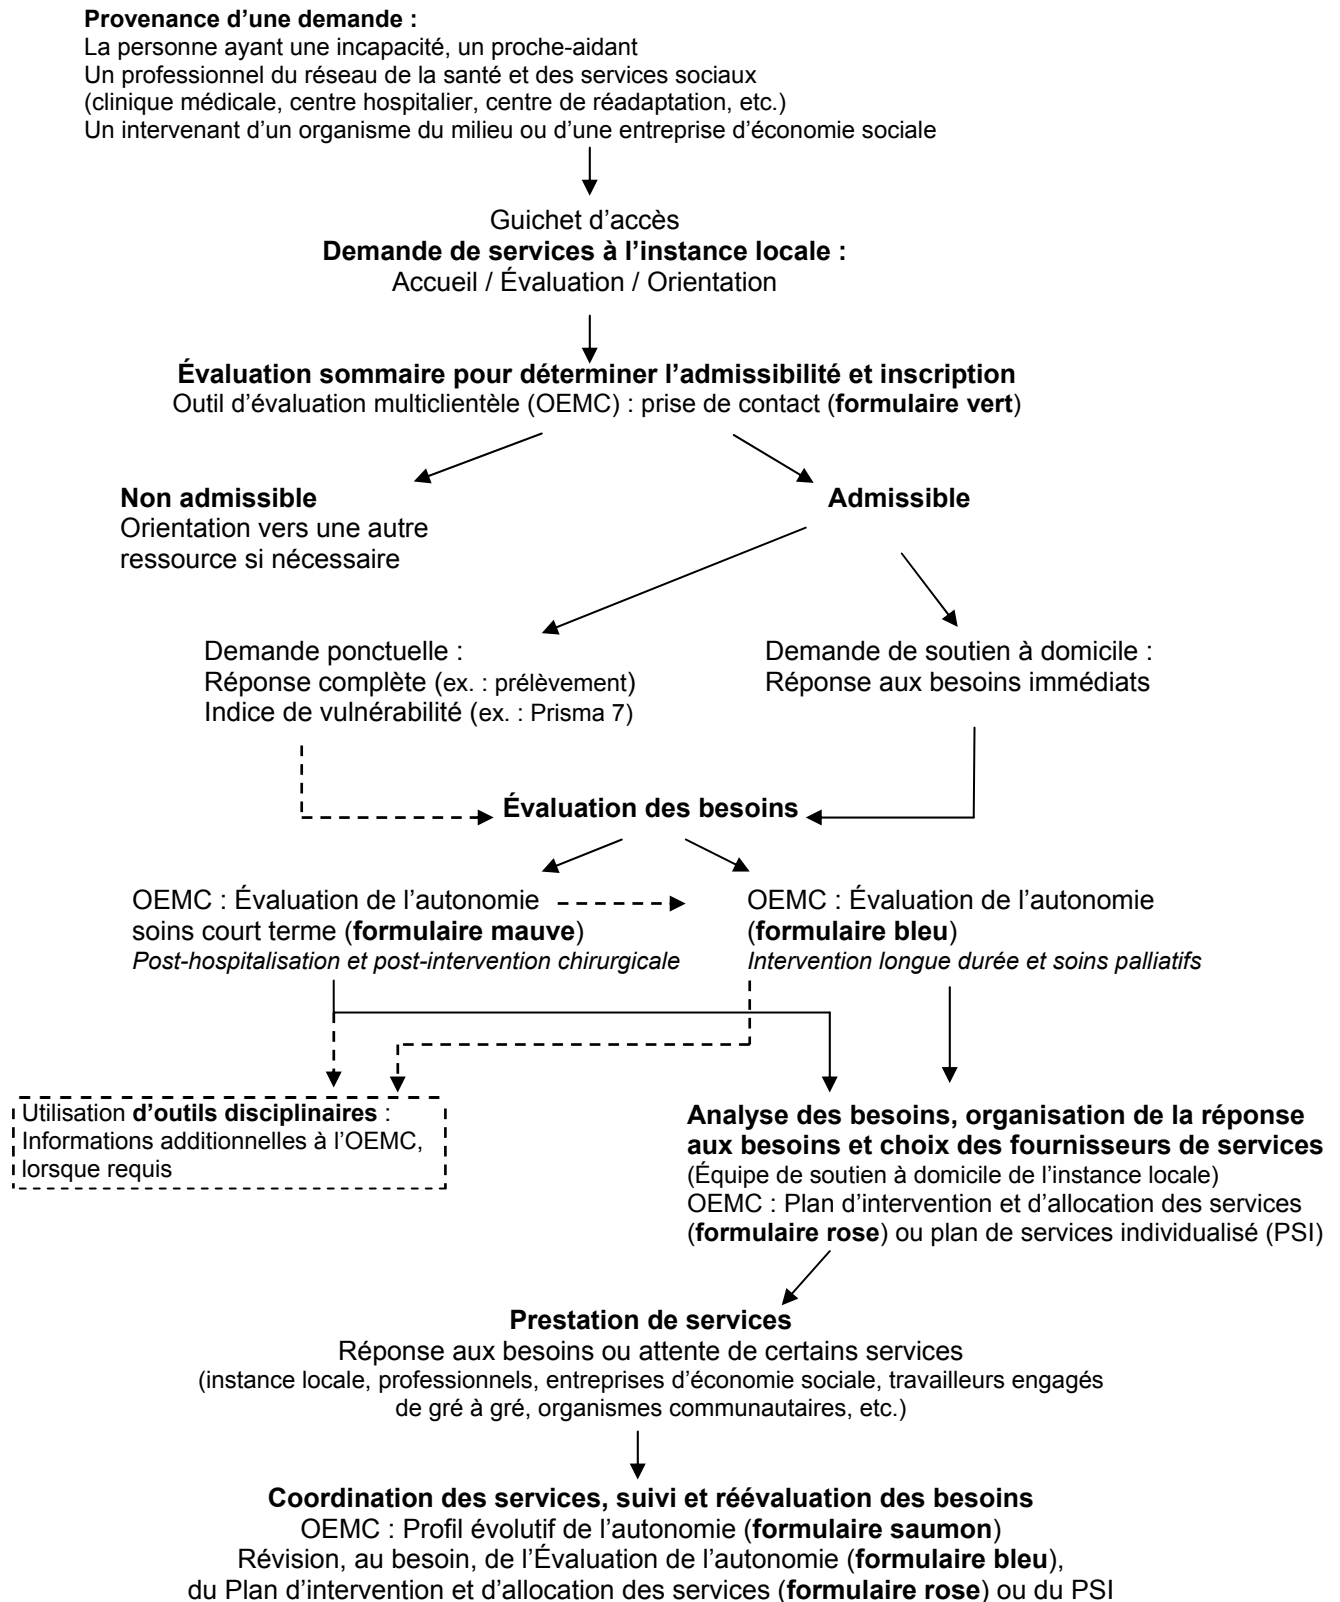 Provenance d’une demande :
La personne ayant une incapacité, un proche-aidant
Un professionnel du réseau de la santé et des services sociaux
(clinique médicale, centre hospitalier, centre de réadaptation, etc.)
Un intervenant d’un organisme du milieu ou d’une entreprise d’économie sociale
Guichet d’accès
Demande de services à l’instance locale :
Accueil / Évaluation / Orientation
Évaluation sommaire pour déterminer l’admissibilité et inscription
Outil d’évaluation multiclientèle (OEMC) : prise de contact (formulaire vert)
Non admissible
Orientation vers une autre
ressource si nécessaire
Admissible
Demande ponctuelle :
Réponse complète (ex. : prélèvement)
Indice de vulnérabilité (ex. : Prisma 7)
Demande de soutien à domicile :
Réponse aux besoins immédiats
Évaluation des besoins
OEMC : Évaluation de l’autonomie
soins court terme (formulaire mauve)
Post-hospitalisation et post-intervention chirurgicale
OEMC : Évaluation de l’autonomie
(formulaire bleu)
Intervention longue durée et soins palliatifs
Utilisation d’outils disciplinaires :
Informations additionnelles à l’OEMC,
lorsque requis
Analyse des besoins, organisation de la réponse
aux besoins et choix des fournisseurs de services
(Équipe de soutien à domicile de l’instance locale)
OEMC : Plan d’intervention et d’allocation des services
(formulaire rose) ou plan de services individualisé (PSI)
Prestation de services
Réponse aux besoins ou attente de certains services
(instance locale, professionnels, entreprises d’économie sociale, travailleurs engagés
de gré à gré, organismes communautaires, etc.)
Coordination des services, suivi et réévaluation des besoins
OEMC : Profil évolutif de l’autonomie (formulaire saumon)
Révision, au besoin, de l’Évaluation de l’autonomie (formulaire bleu),
du Plan d’intervention et d’allocation des services (formulaire rose) ou du PSI